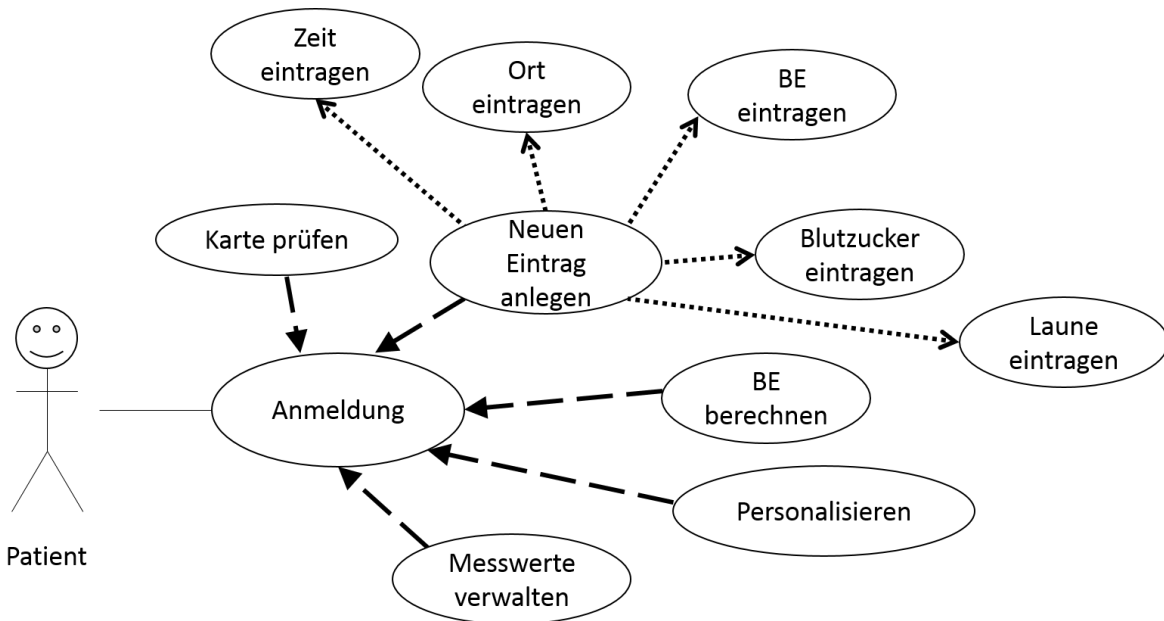 Zeit
eintragen
Ort
eintragen
BE
eintragen
Karte prüfen
Neuen
Eintrag
anlegen
Blutzucker
eintragen
Laune
eintragen
Anmeldung
BE
berechnen
Personalisieren
Patient
Messwerte
verwalten